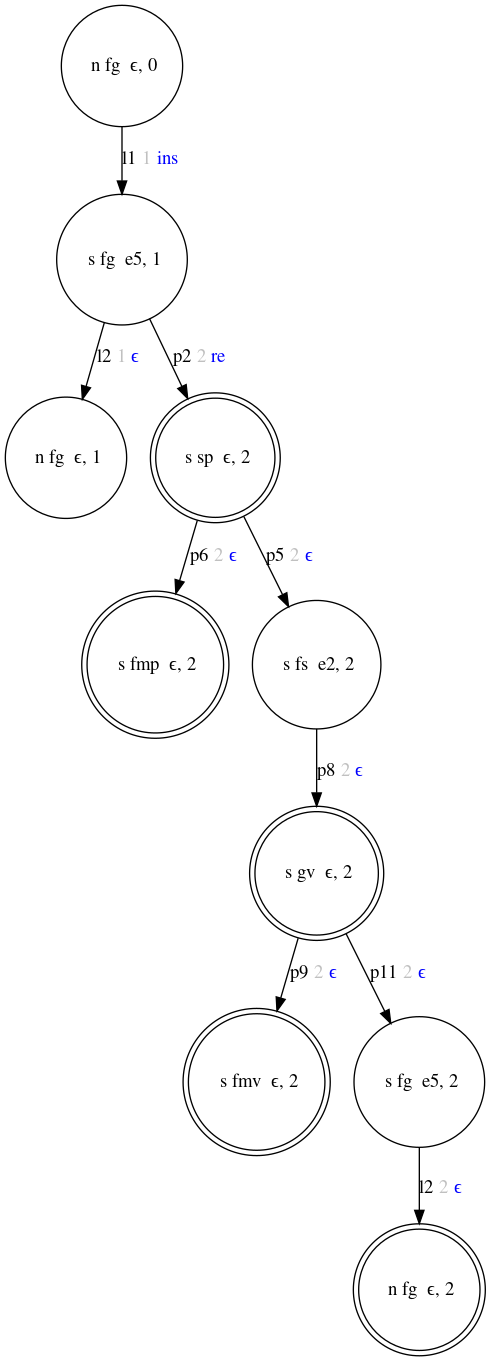 n fg ϵ, 0
l1 1 ins
s fg e5, 1
l2 1 ϵ
p2 2 re
n fg ϵ, 1
s sp ϵ, 2
p6 2 ϵ
p5 2 ϵ
s fmp ϵ, 2
s fs e2, 2
p8 2 ϵ
s gv ϵ, 2
p9 2 ϵ
p11 2 ϵ
s fmv ϵ, 2
s fg e5, 2
l2 2 ϵ
n fg ϵ, 2